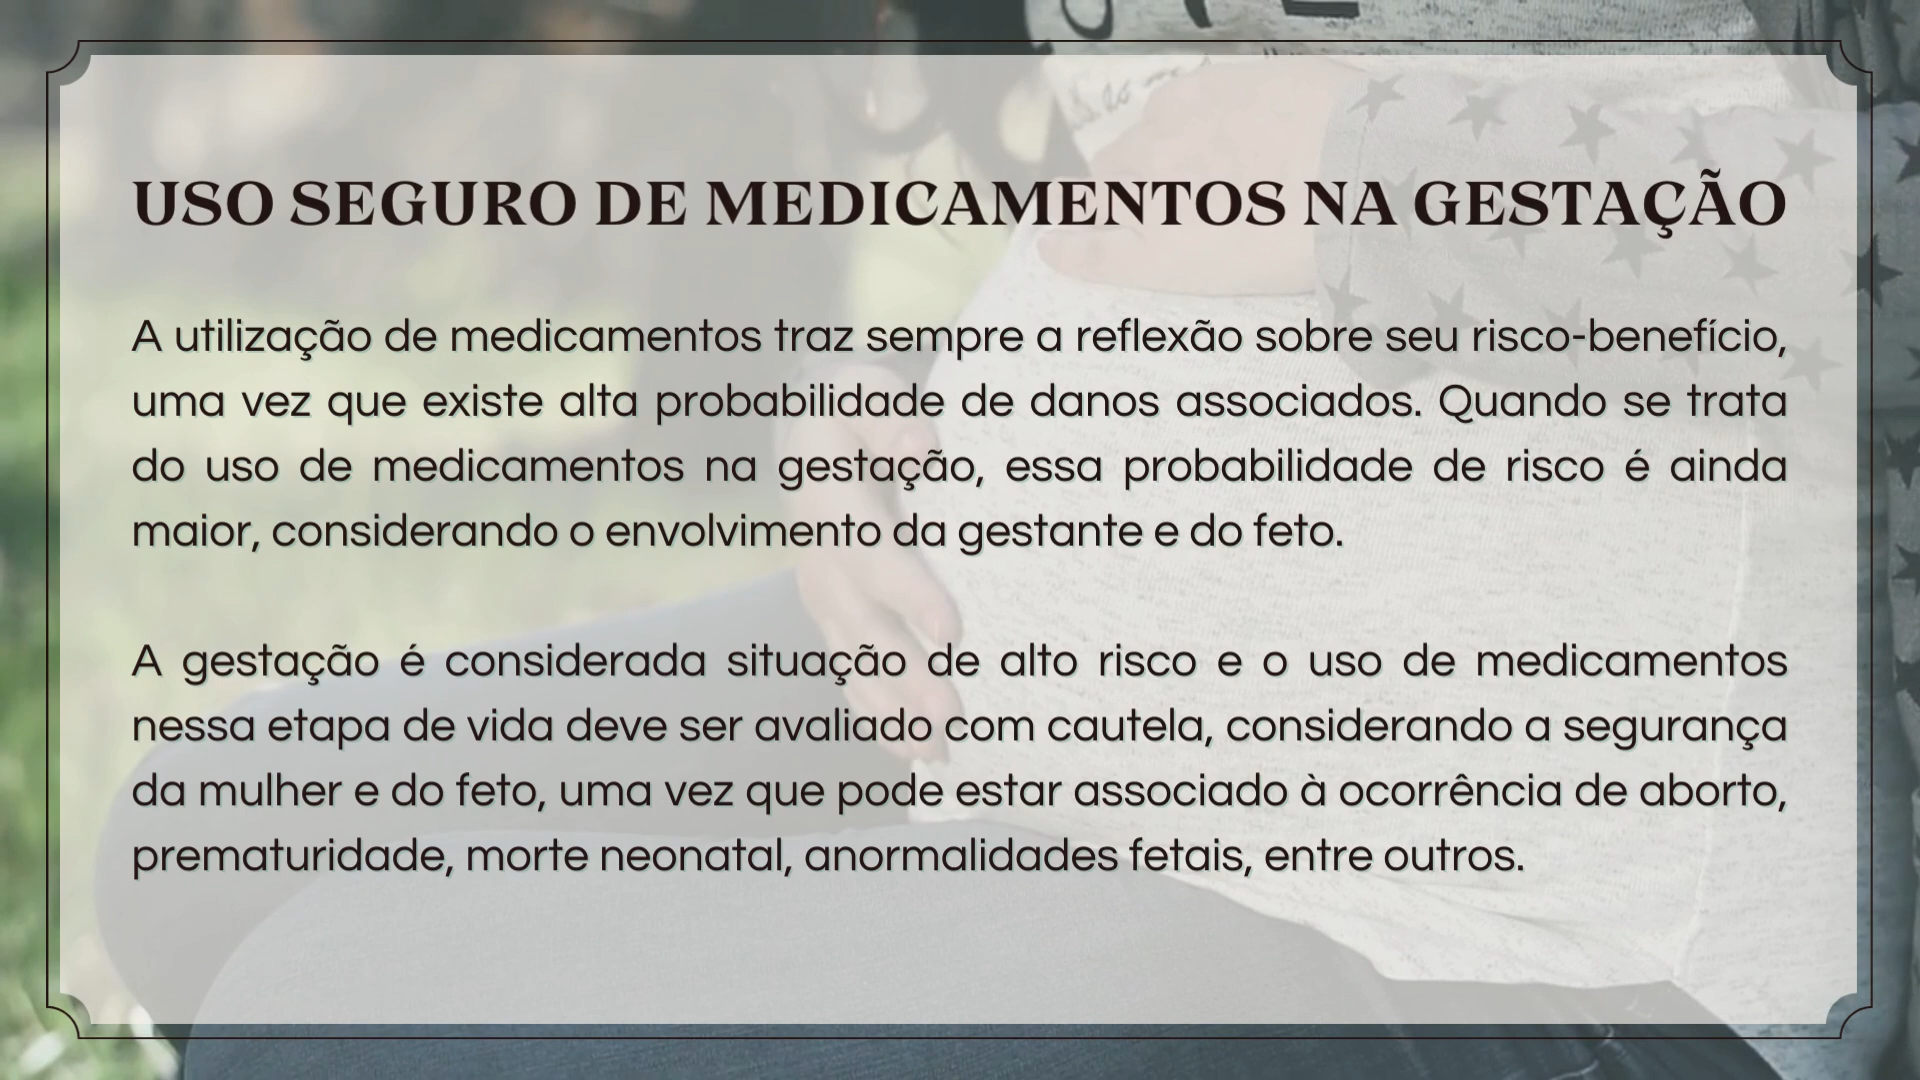 USO SEGURO DE MEDICAMENTOS NA GESTAÇÃO
A utilização de medicamentos traz sempre a reflexão sobre seu risco-benefício,
uma vez que existe alta probabilidade de danos associados. Quando se trata
do uso de medicamentos na gestação, essa probabilidade de risco é ainda
maior, considerando o envolvimento da gestante e do feto.
A gestação é considerada situação de alto risco e o uso de medicamentos
nessa etapa de vida deve ser avaliado com cautela, considerando a segurança
da mulher e do feto, uma vez que pode estar associado à ocorrência de aborto,
prematuridade, morte neonatal, anormalidades fetais, entre outros.